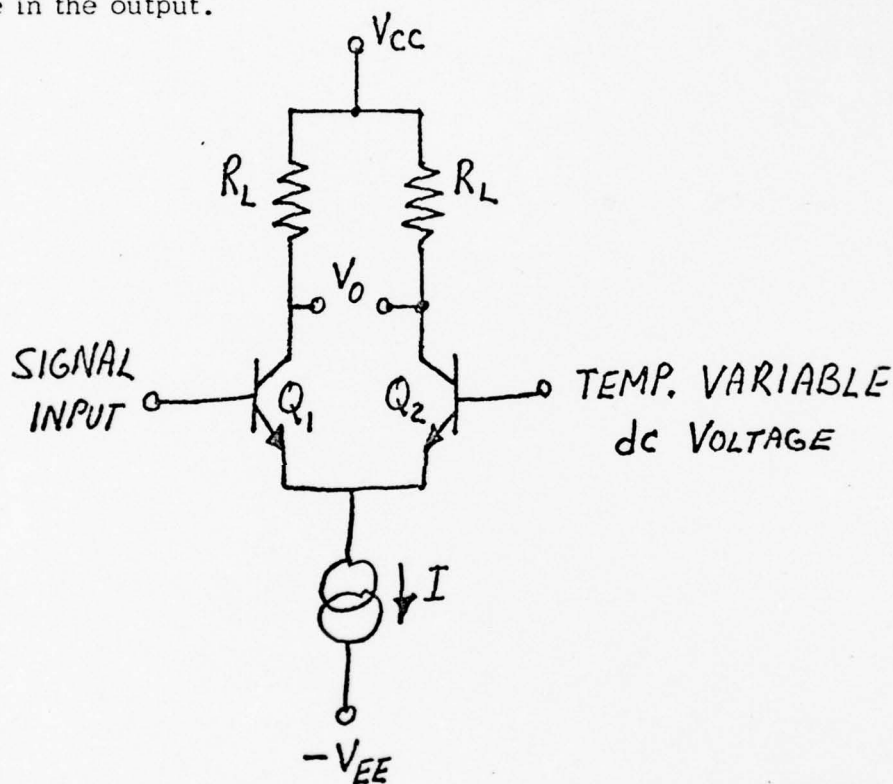 e in the output.
VCC
RL
RL
V0
SIGNAL
INPUT
Q1
Q2
TEMP. VARIABLE
dc VOLTAGE
I
-VEE